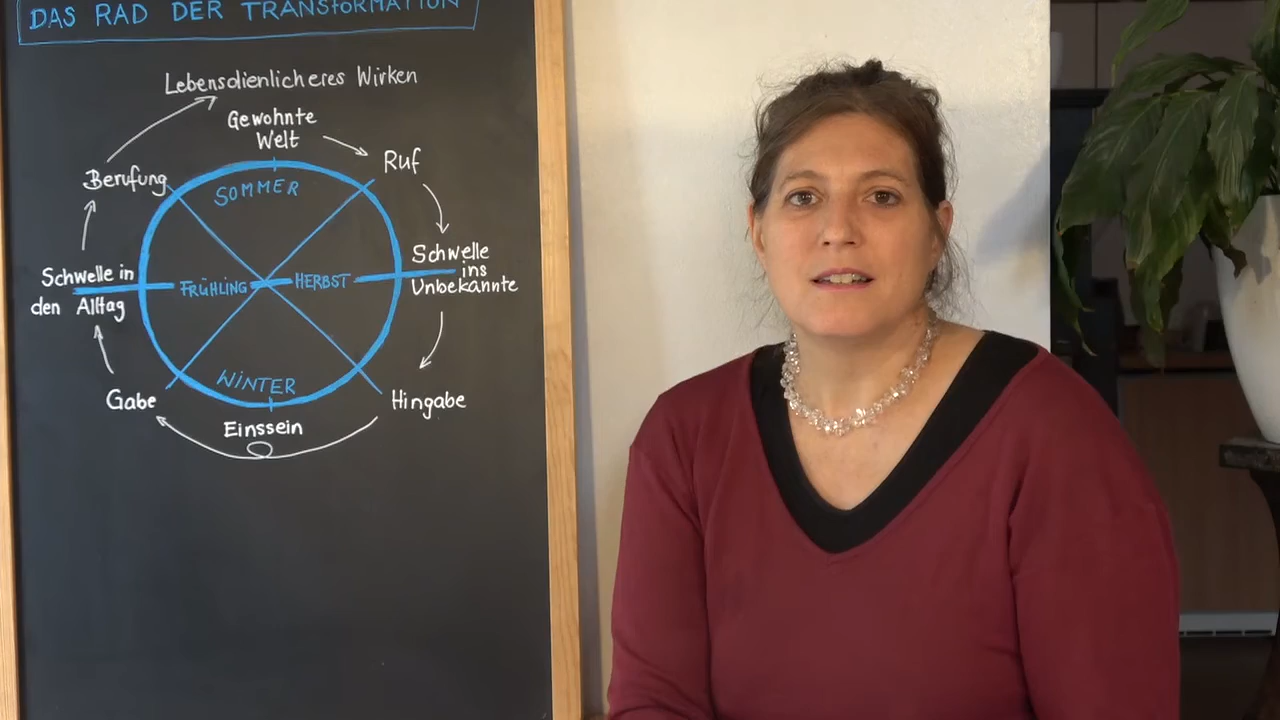 DAS RAD DER TRANSFORMATION
Lebensdienlicheres Wirken
Gewohnte
Welt
Ruf
Berufung
SOMMER
Schwelle
ins
Unbekannte
Schwelle in
den Alltag
FRÜHLING
HERBST
WINTER
Gabe
Hingabe
Einssein